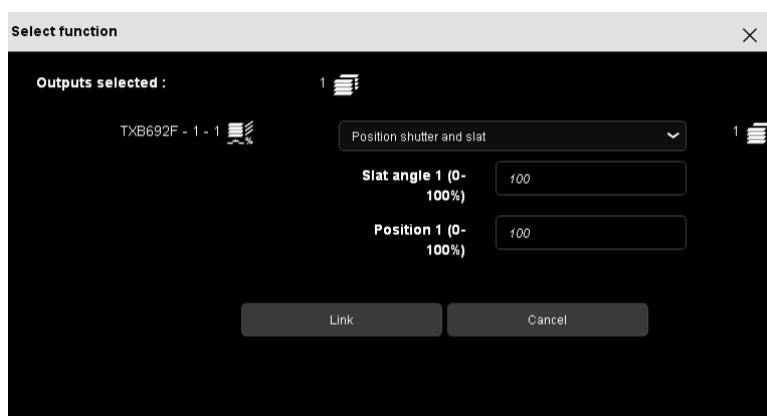 Select function
Outputs selected :
1
TXB692F - 1 - 1
Position shutter and slat
1
Slat angle 1 (0-
100%)
100
Position 1 (0-
100%)
100
Link
Cancel